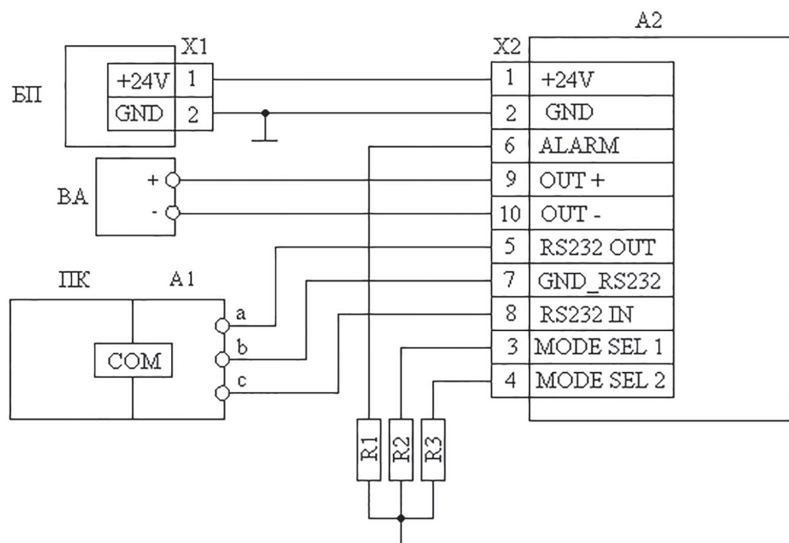 A2
X1
X2
БП
+24V 1
GND 2
1 +24V
2 GND
6 ALARM
ВА
+
-
9 OUT +
10 OUT -
5 RS232 OUT
ПК
A1
7 GND_RS232
a
8 RS232 IN
b
COM
3 MODE SEL 1
c
4 MODE SEL 2
R1
R2
R3